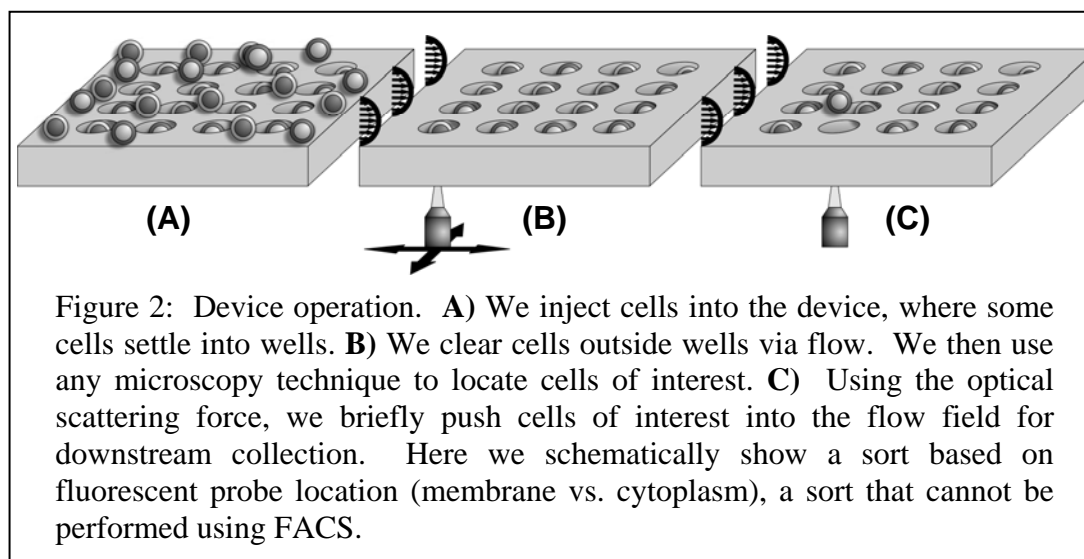 (A) (B) (C)
Figure 2: Device operation. A) We inject cells into the device, where some
cells settle into wells. B) We clear cells outside wells via flow. We then use
any microscopy technique to locate cells of interest. C) Using the optical
scattering force, we briefly push cells of interest into the flow field for
downstream collection. Here we schematically show a sort based on
fluorescent probe location (membrane vs. cytoplasm), a sort that cannot be
performed using FACS.